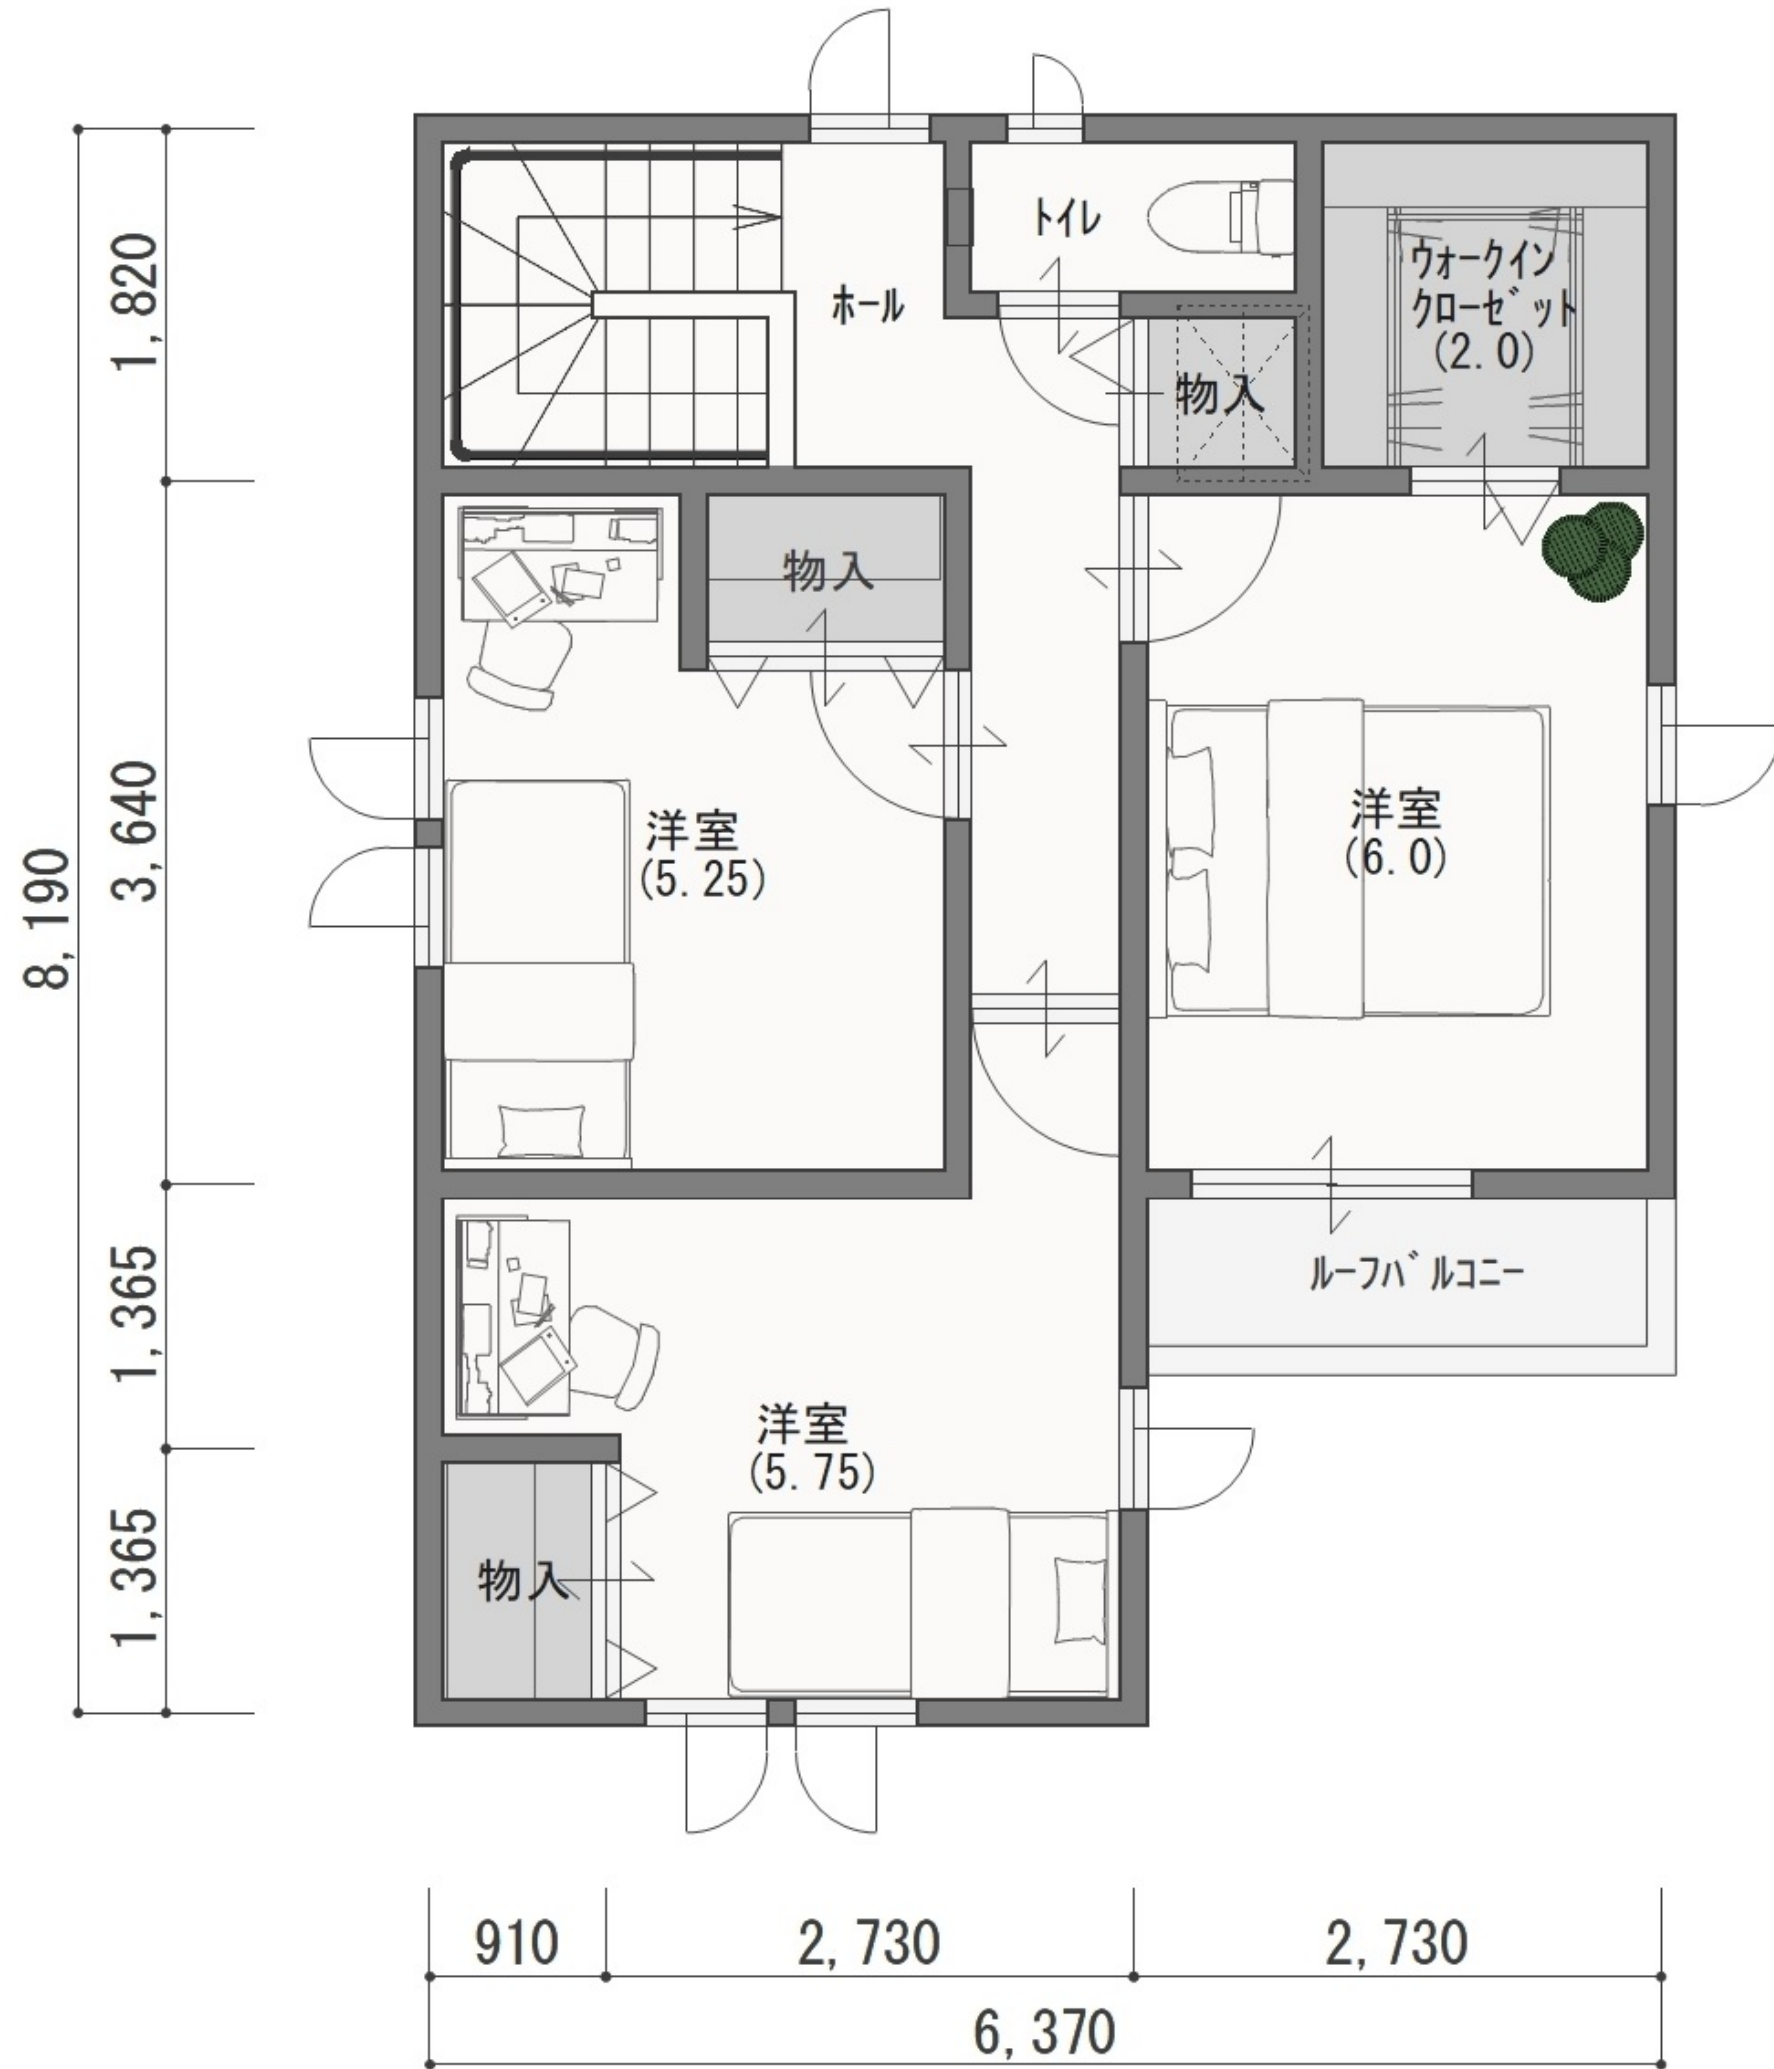 トイレ
ウォークイン
クローゼット
(2.0)
ホール
物入
1,820
物入
3,640
洋室
(5.25)
洋室
(6.0)
8,190
ルーフバルコニー
1,365
洋室
(5.75)
物入
1,365
910
2,730
2,730
6,370